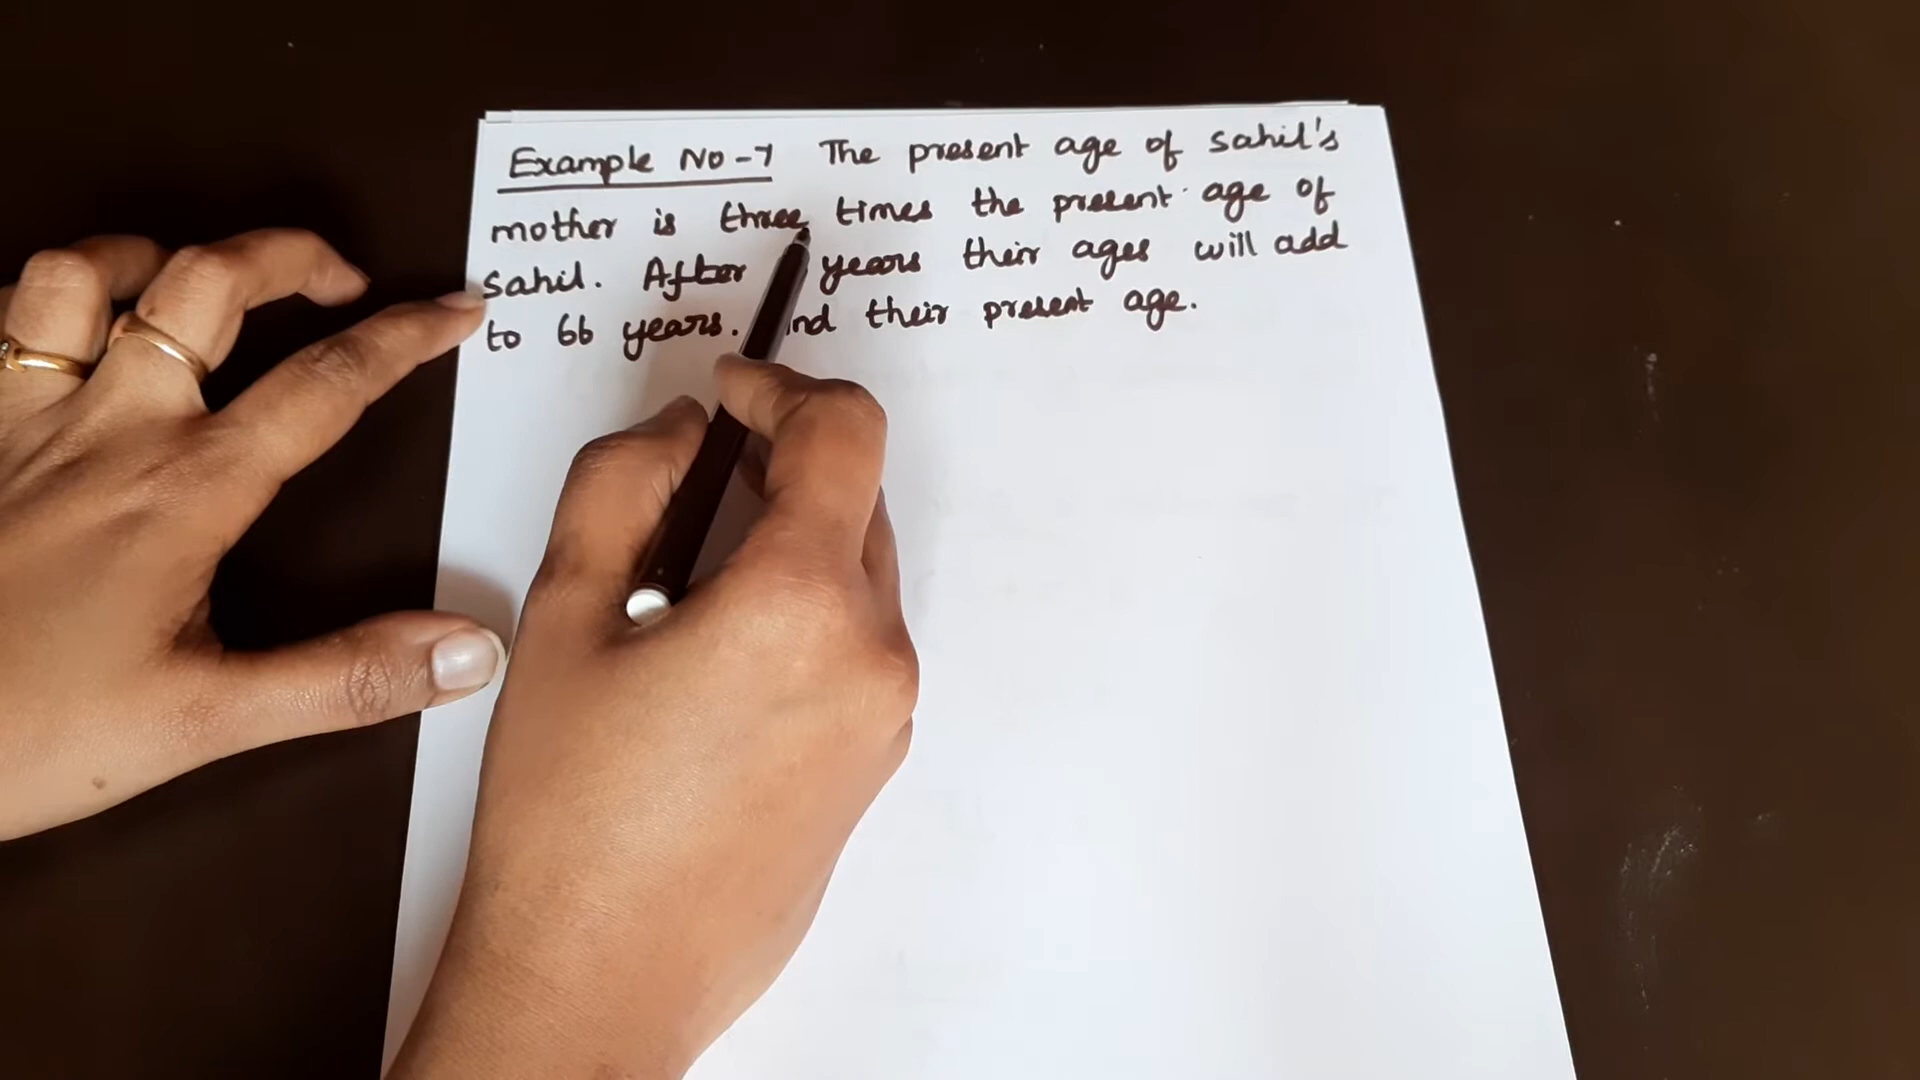 Example No-7 The present age of Sahil's
mother is three times the present age of
Sahil. After years their ages will add
to 66 years. their present age.